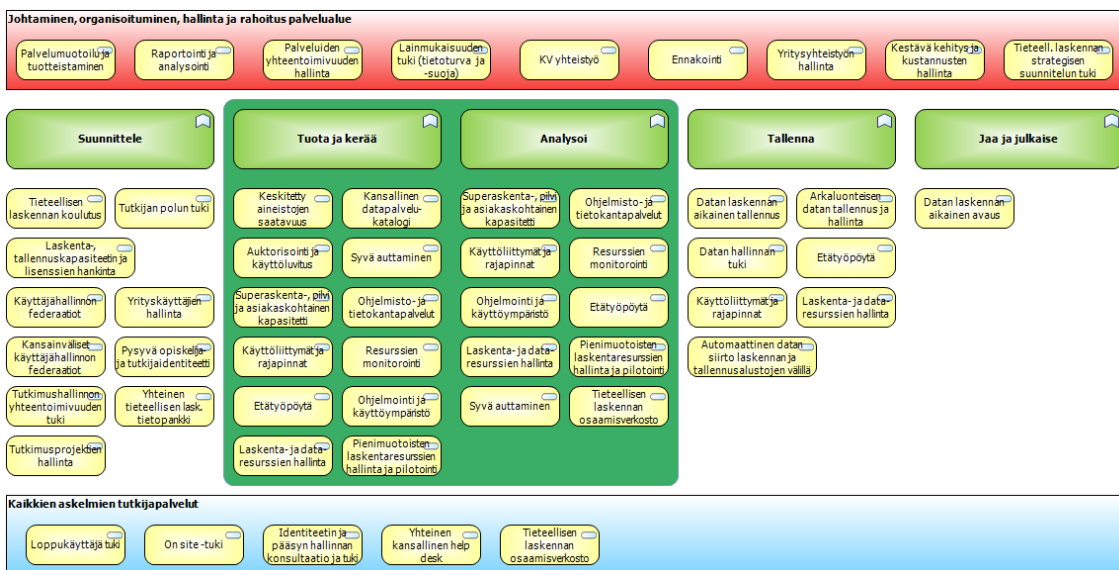 Johtaminen, organisoituminen, hallinta ja rahoitus palvelualue
Palvelumuotoilu ja
tuotteistaminen
Raportointi ja
analysointi
Palveluiden
yhteentoimivuuden
hallinta
Lainmukaisuuden
tuki (tietoturva ja
-suoja)
KV yhteistyö
Ennakointi
Yritysyhteistyön
hallinta
Kestävä kehitys ja
kustannusten
hallinta
Tieteell. laskennan
strategisen
suunnitelun tuki
Suunnittele
Tieteellisen
laskennan koulutus
Tutkijan polun tuki
Laskenta-,
tallennuskapasiteetin ja
lisenssien hankinta
Käyttäjähallinnon
federaatiot
Yrityskäyttäjien
hallinta
Kansainväliset
käyttäjähallinnon
federaatiot
Pysyvä opiskelija-
ja tutkijaidentiteetti
Tutkimushallinnon
yhteentoimivuuden
tuki
Yhteinen
tieteellisen lask.
tietopankki
Tutkimusprojektien
hallinta
Tuota ja kerää
Keskitetty
aineistojen
saatavuus
Kansallinen
datapalvelu-
katalogi
Auktorisointi ja
käyttöluvitus
Syvä auttaminen
Superaskenta-, pilvi
ja asiakaskohtainen
kapasitetti
Ohjelmisto- ja
tietokantapalvelut
Käyttöliittymät ja
rajapinnat
Resurssien
monitorointi
Etätyöpöytä
Ohjelmointi ja
käyttöympäristö
Laskenta- ja data-
resurssien hallinta
Pienimuotoisten
laskentaresurssien
hallinta ja pilotointi
Analysoi
Superaskenta-, pilvi
ja asiakaskohtainen
kapasitetti
Ohjelmisto- ja
tietokantapalvelut
Käyttöliittymät ja
rajapinnat
Resurssien
monitorointi
Ohjelmointi ja
käyttöympäristö
Etätyöpöytä
Laskenta- ja data-
resurssien hallinta
Pienimuotoisten
laskentaresurssien
hallinta ja pilotointi
Syvä auttaminen
Tieteellisen
laskennan
osaamisverkosto
Tallenna
Datan laskennan
aikainen tallennus
Arkaluonteisen
datan tallennus ja
hallinta
Datan hallinnan
tuki
Etätyöpöytä
Käyttöliittymät ja
rajapinnat
Laskenta- ja data-
resurssien hallinta
Automaattinen datan
siirto laskennan ja
tallennusalustojen välillä
Jaa ja julkaise
Datan laskennan
aikainen avaus
Kaikkien askelmien tutkijapalvelut
Loppukäyttäjä tuki
On site -tuki
Identiteetin ja
pääsyn hallinnan
konsultaatio ja tuki
Yhteinen
kansallinen help
desk
Tieteellisen
laskennan
osaamisverkosto